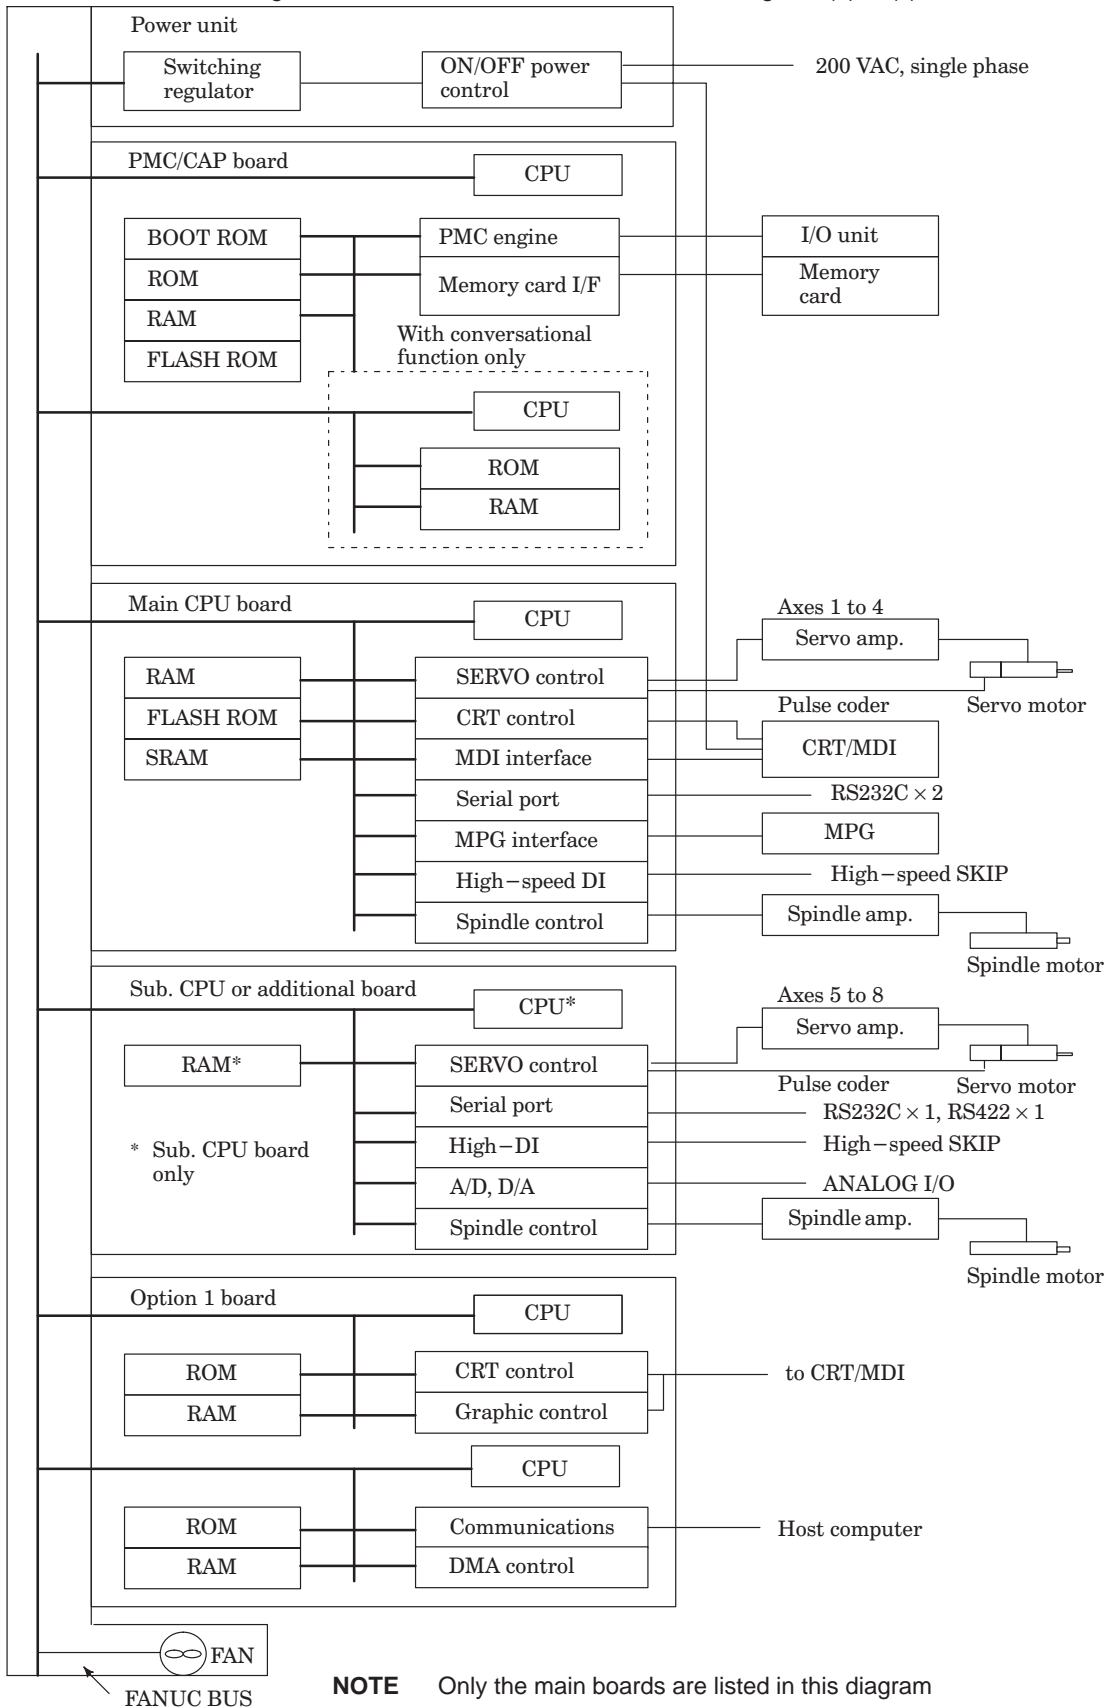 Power unit
Switching
regulator
ON/OFF power
control
200 VAC, single phase
PMC/CAP board
CPU
BOOT ROM
ROM
RAM
FLASH ROM
PMC engine
Memory card I/F
I/O unit
Memory
card
With conversational
function only
CPU
ROM
RAM
Main CPU board
CPU
RAM
FLASH ROM
SRAM
SERVO control
CRT control
MDI interface
Serial port
MPG interface
High−speed DI
Spindle control
Axes 1 to 4
Servo amp.
Servo motor
Pulse coder
CRT/MDI
RS232C × 2
MPG
High−speed SKIP
Spindle amp.
Spindle motor
Sub. CPU or additional board
CPU*
RAM*
* Sub. CPU board
only
SERVO control
Serial port
High−DI
A/D, D/A
Spindle control
Axes 5 to 8
Servo amp.
Servo motor
Pulse coder
RS232C × 1, RS422 × 1
High−speed SKIP
ANALOG I/O
Spindle amp.
Spindle motor
Option 1 board
CPU
ROM
RAM
CRT control
Graphic control
to CRT/MDI
CPU
ROM
RAM
Communications
DMA control
Host computer
FAN
FANUC BUS
NOTE Only the main boards are listed in this diagram